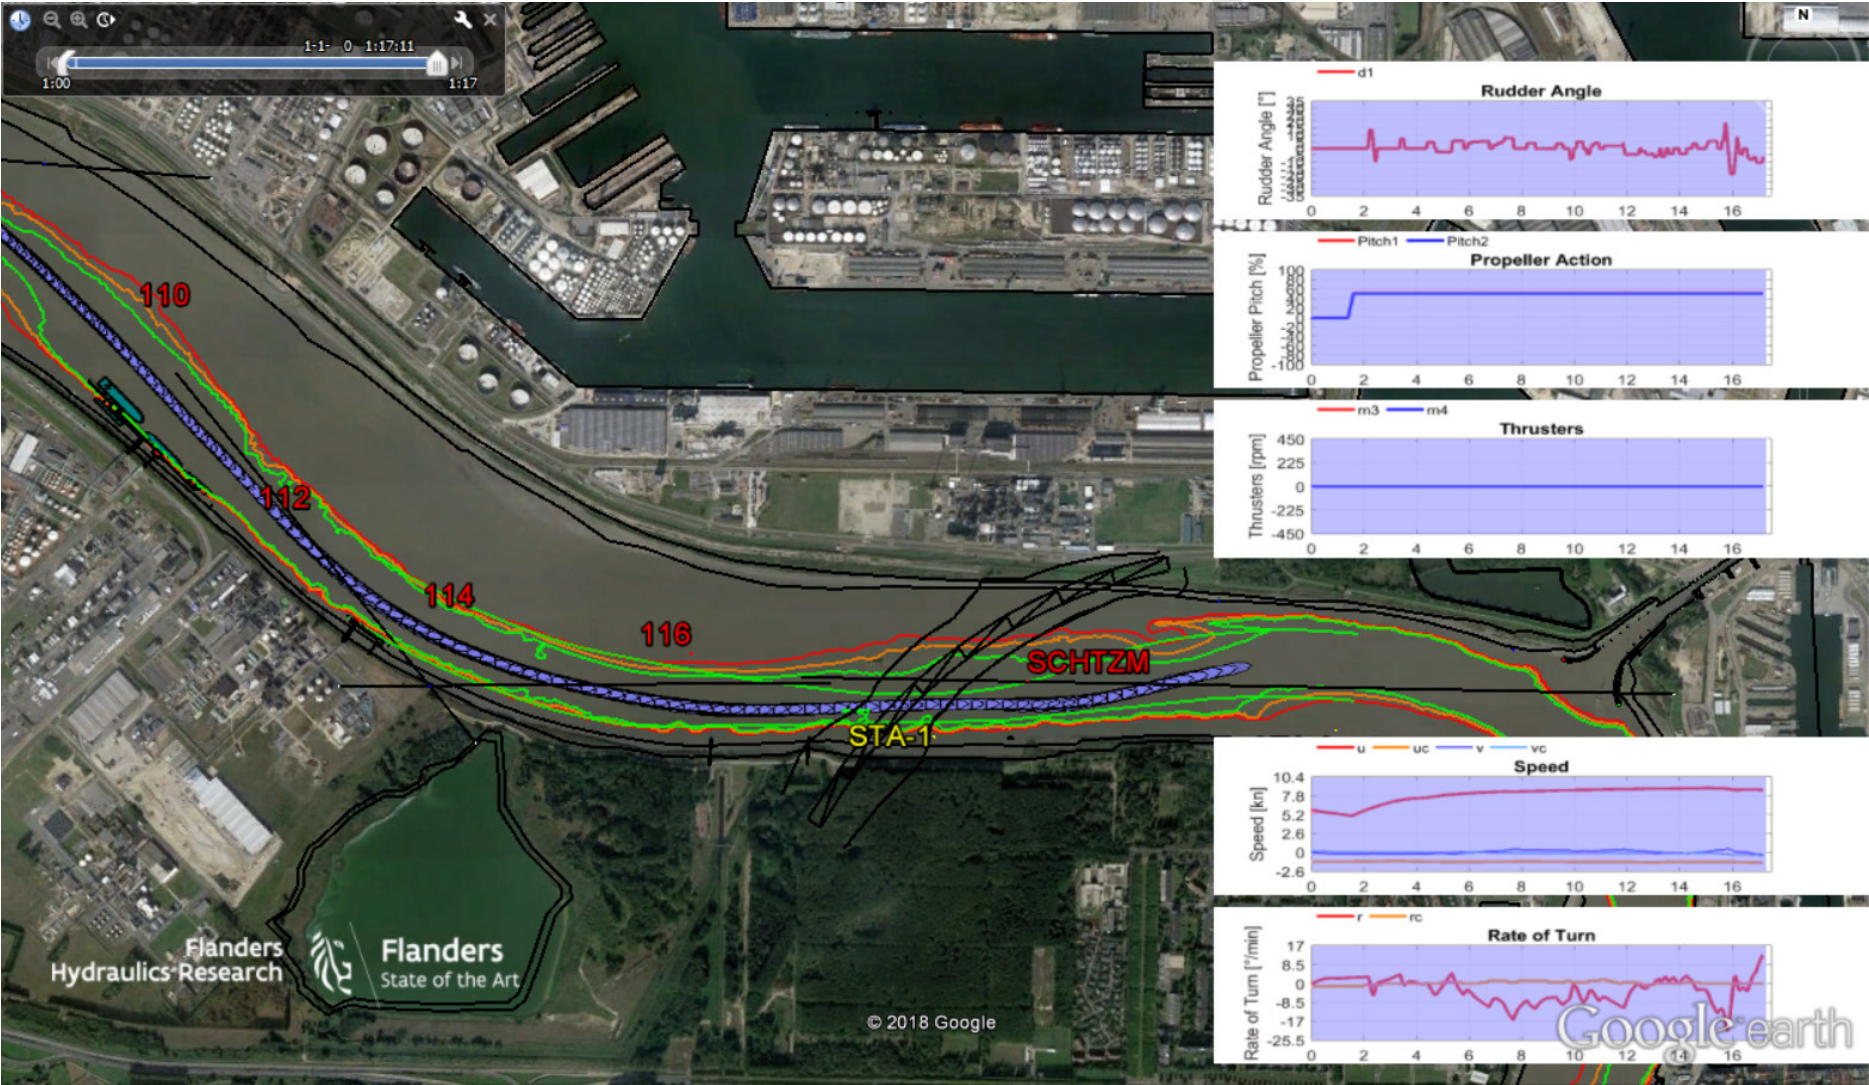 1-1- 0 1:17:11
1:00
1:17
N
110
112
114
116
SCHTZM
STA-1
Flanders
Hydraulics Research
Flanders
State of the Art
© 2018 Google
d1
Rudder Angle
Rudder Angle [°]
0 2 4 6 8 10 12 14 16
Pitch1 Pitch2
Propeller Action
Propeller Pitch [%]
100
-100
0 2 4 6 8 10 12 14 16
m3 m4
Thrusters
Thrusters [rpm]
450
225
0
-225
-450
0 2 4 6 8 10 12 14 16
u uc v vc
Speed
Speed [kn]
10.4
7.8
5.2
2.6
0
-2.6
0 2 4 6 8 10 12 14 16
r rc
Rate of Turn
Rate of Turn [°/min]
17
8.5
0
-8.5
-17
-25.5
0 2 4 6 8 10 12 14 16
Google earth